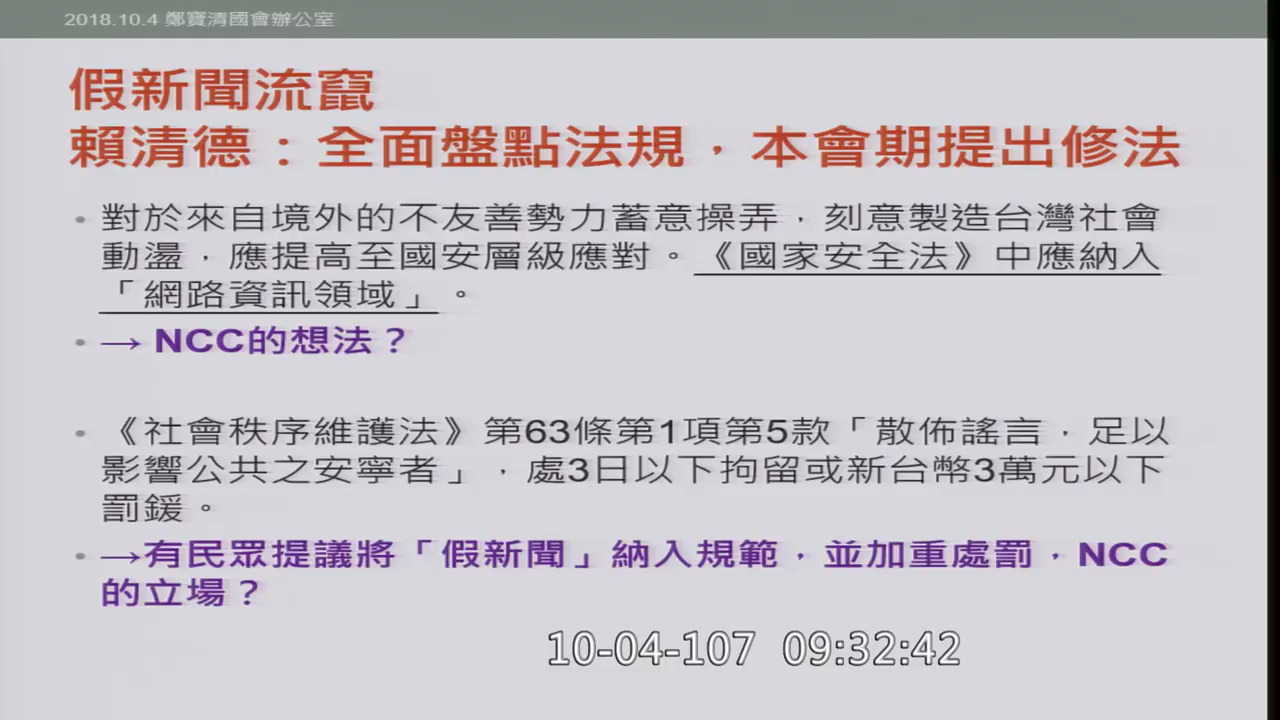 2018.10.4 鄭寶清國會辦公室
假新聞流竄
賴清德：全面盤點法規，本會期提出修法
• 對於來自境外的不友善勢力蓄意操弄，刻意製造台灣社會
動盪，應提高至國安層級應對。《國家安全法》中應納入
「網路資訊領域」。
• → NCC的想法？
• 《社會秩序維護法》第63條第1項第5款「散佈謠言，足以
影響公共之安寧者」，處3日以下拘留或新台幣3萬元以下
罰鍰。
• →有民眾提議將「假新聞」納入規範，並加重處罰，NCC
的立場？
10-04-107 09:32:42